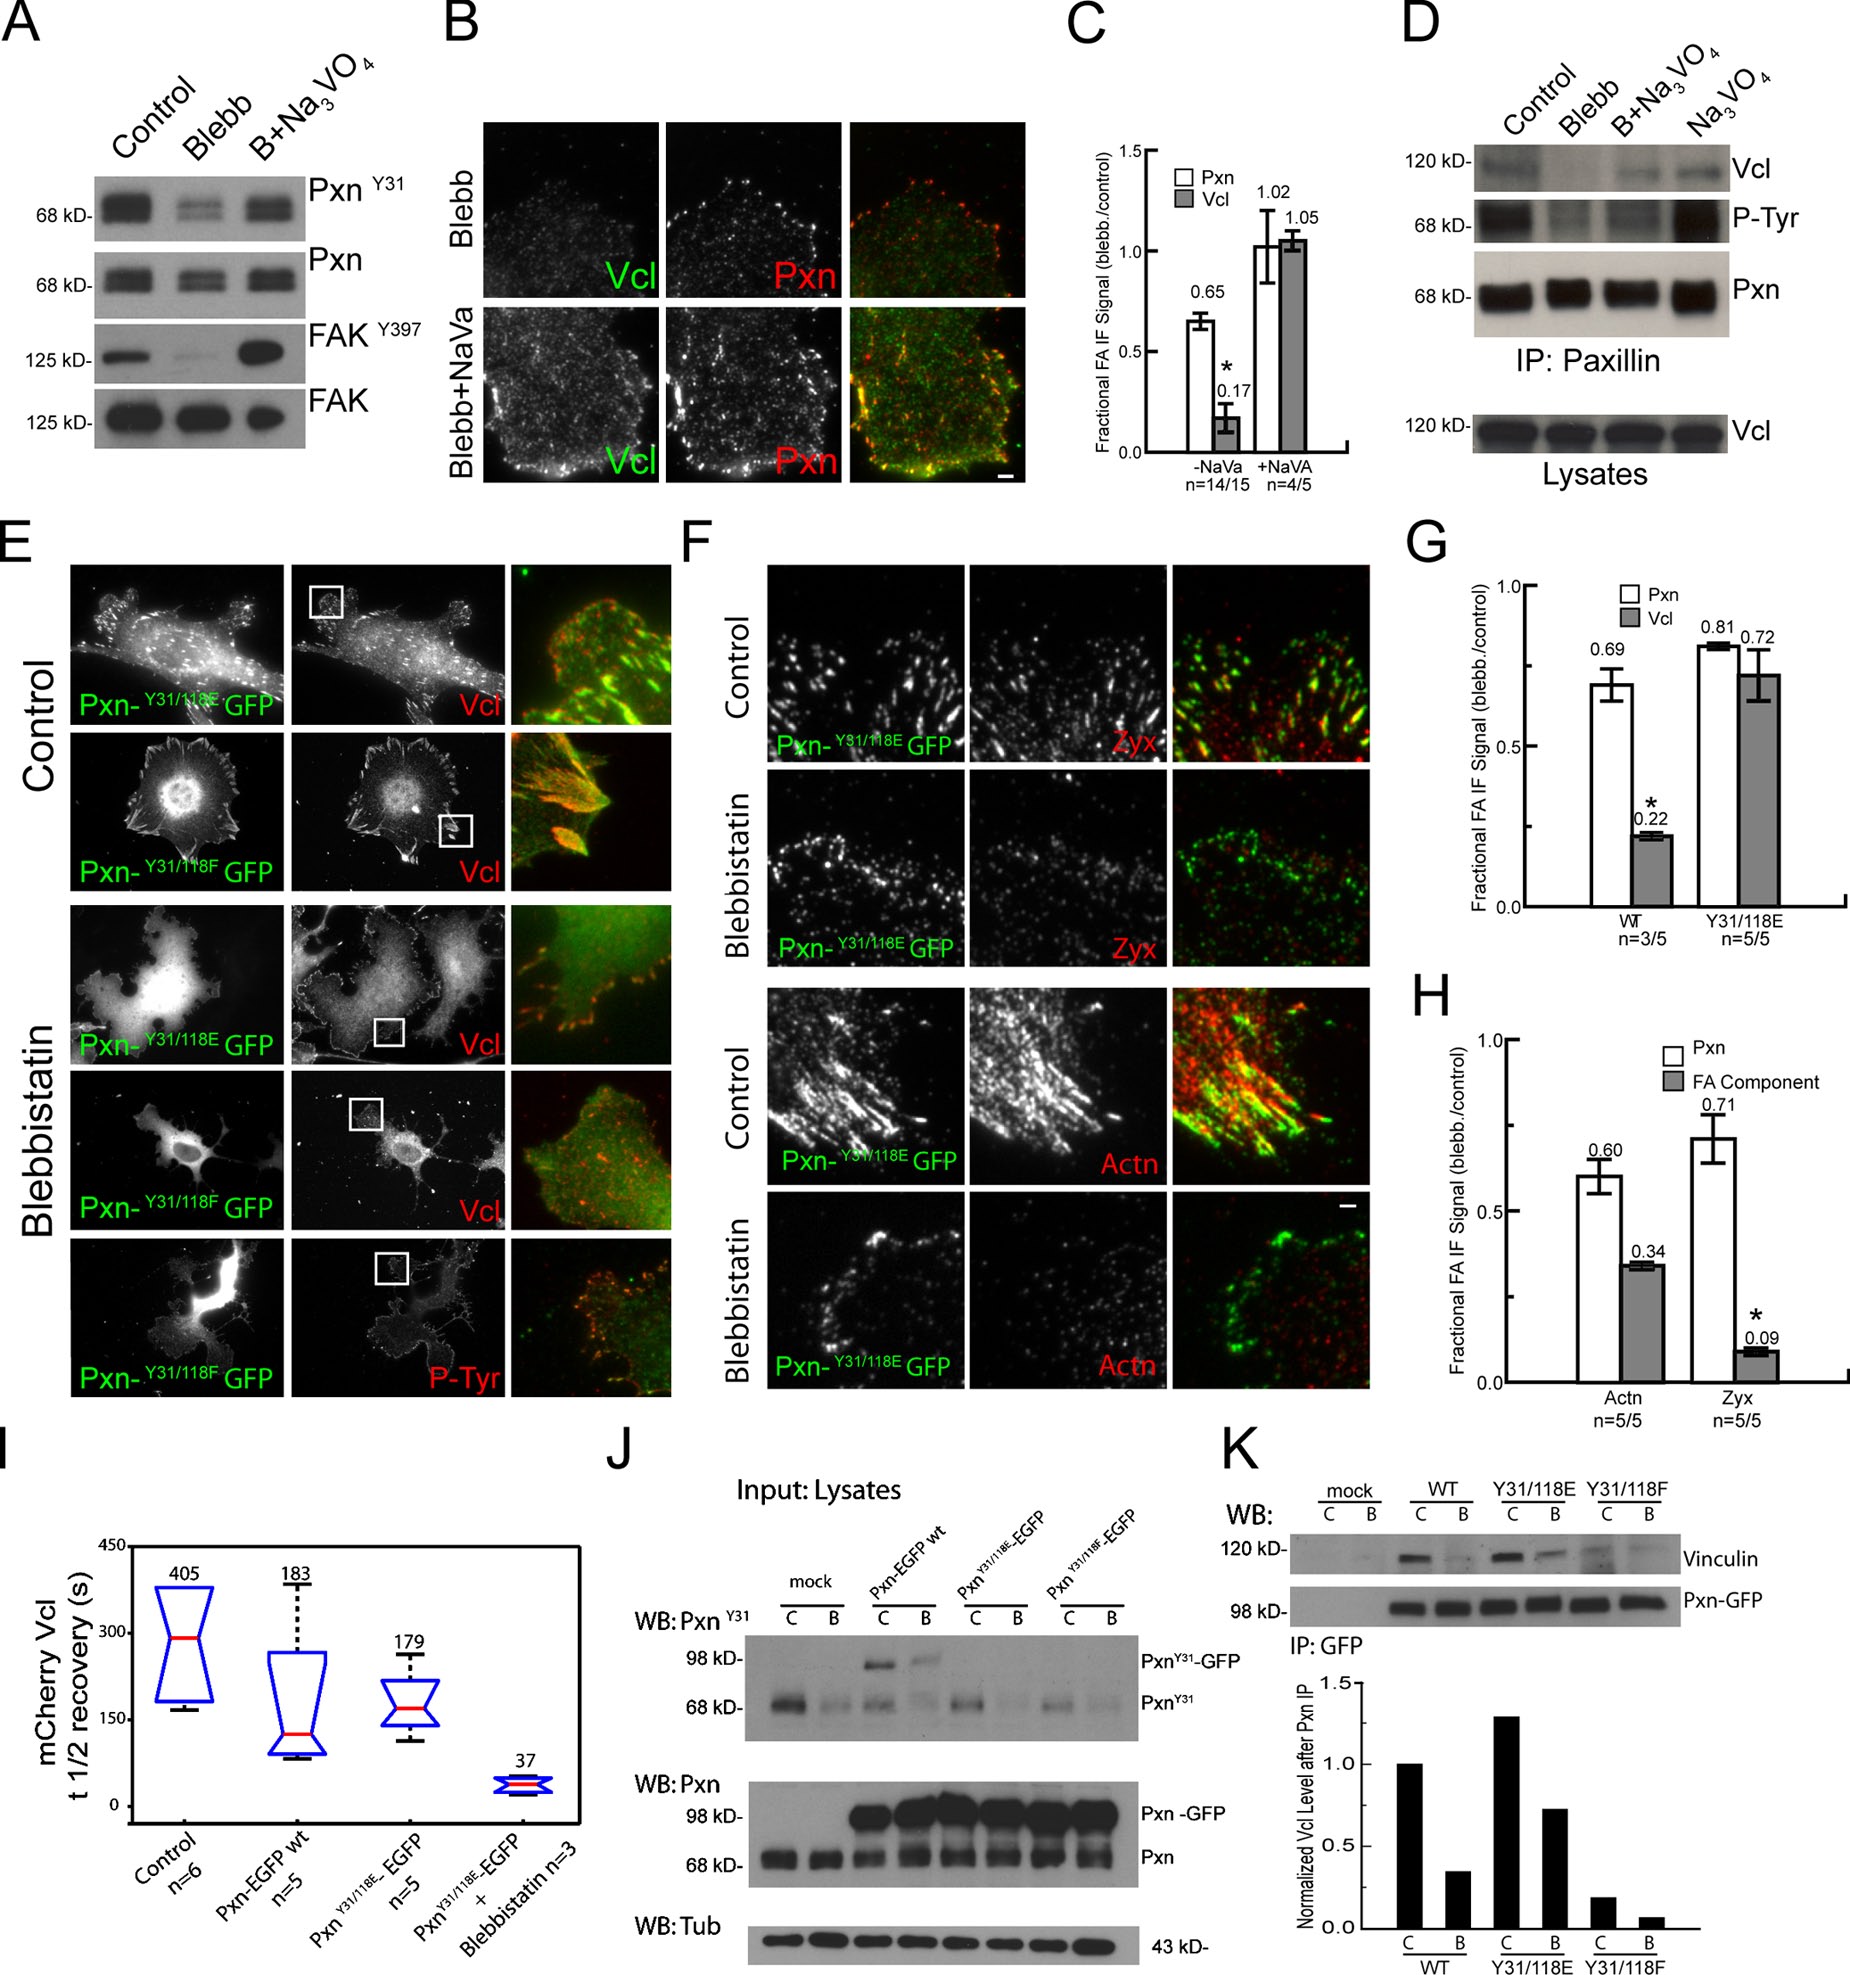 A
Control
Blebb
B+Na3VO4
68 kD-
Pxn Y31
68 kD-
Pxn
125 kD-
FAK Y397
125 kD-
FAK
B
Blebb
Vcl
Pxn
Blebb+NaVa
Vcl
Pxn
C
Fractional FA IF Signal (blebb./control)
1.5
1.0
0.5
0.0
Pxn
Vcl
0.65
*
0.17
1.02
1.05
-NaVa
+NaVA
n=14/15
n=4/5
D
Control
Blebb
B+Na3VO4
Na3VO4
120 kD-
Vcl
68 kD-
P-Tyr
68 kD-
Pxn
IP: Paxillin
120 kD-
Vcl
Lysates
E
Control
Pxn- Y31/118E GFP
Vcl
Pxn- Y31/118F GFP
Vcl
Blebbistatin
Pxn- Y31/118E GFP
Vcl
Pxn- Y31/118F GFP
Vcl
Pxn- Y31/118F GFP
P-Tyr
F
Control
Pxn- Y31/118E GFP
Zyx
Blebbistatin
Pxn- Y31/118E GFP
Zyx
Control
Pxn- Y31/118E GFP
Actn
Blebbistatin
Pxn- Y31/118E GFP
Actn
G
Fractional FA IF Signal (blebb./control)
1.0
0.5
0.0
Pxn
Vcl
0.69
*
0.22
0.81
0.72
WT
Y31/118E
n=3/5
n=5/5
H
Fractional FA IF Signal (blebb./control)
1.0
0.5
0.0
Pxn
FA Component
0.60
0.34
0.71
*
0.09
Actn
Zyx
n=5/5
n=5/5
I
mCherry Vcl
t 1/2 recovery (s)
450
300
150
0
405
183
179
37
Control
n=6
Pxn-EGFP wt
n=5
Pxn Y31/118E-EGFP
n=5
Pxn Y31/118E-EGFP
+
Blebbistatin n=3
J
Input: Lysates
mock
Pxn-EGFP wt
Pxn Y31/118E-EGFP
Pxn Y31/118F-EGFP
WB: Pxn Y31
C B C B C B C B
98 kD-
Pxn Y31-GFP
68 kD-
Pxn Y31
WB: Pxn
98 kD-
Pxn -GFP
68 kD-
Pxn
WB: Tub
43 kD-
K
mock
WT
Y31/118E
Y31/118F
WB:
C B C B C B C B
120 kD-
Vinculin
98 kD-
Pxn-GFP
IP: GFP
Normalized Vcl Level after Pxn IP
1.5
1.0
0.5
0.0
C B C B C B
WT
Y31/118E
Y31/118F